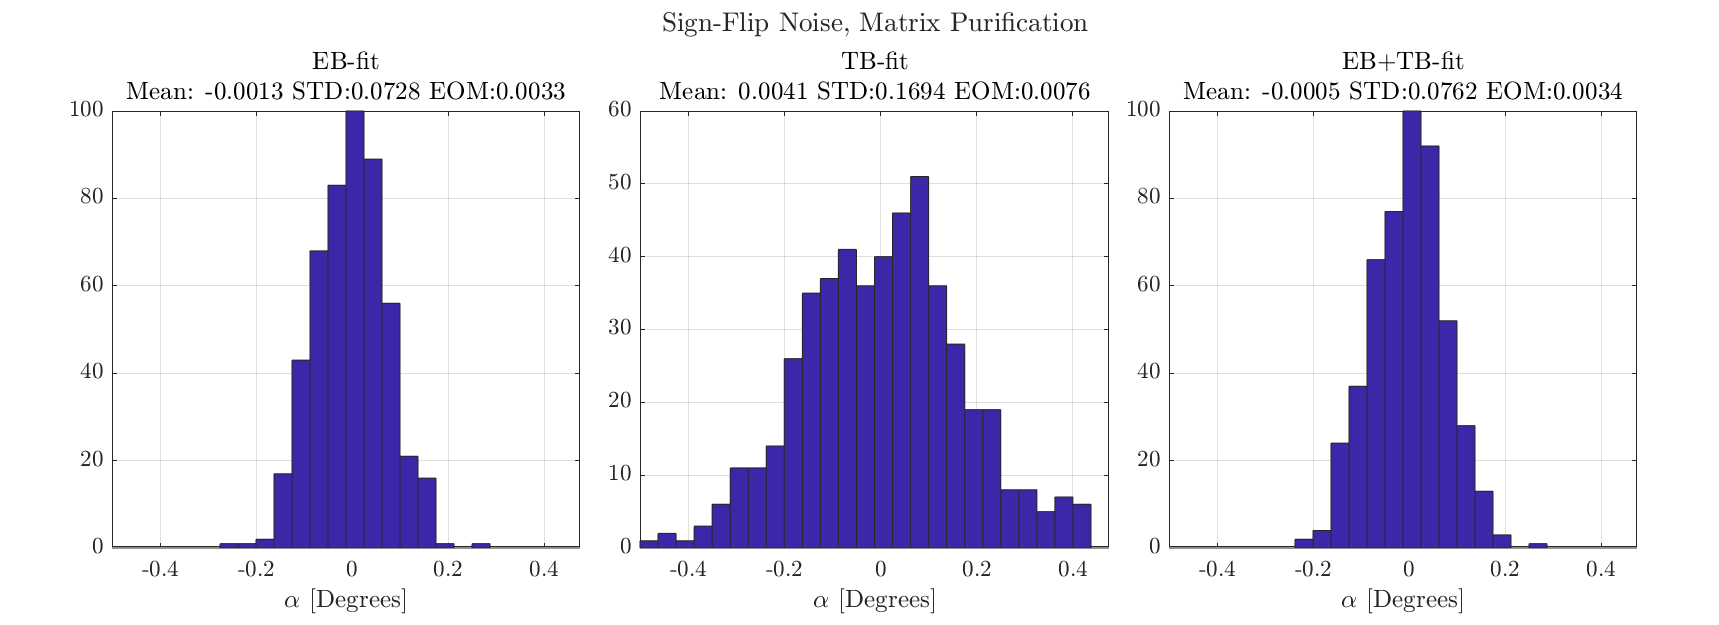 Sign-Flip Noise, Matrix Purification
EB-fit
Mean: -0.0013 STD:0.0728 EOM:0.0033
100
80
60
40
20
0
-0.4 -0.2 0 0.2 0.4
α [Degrees]
TB-fit
Mean: 0.0041 STD:0.1694 EOM:0.0076
60
50
40
30
20
10
0
-0.4 -0.2 0 0.2 0.4
α [Degrees]
EB+TB-fit
Mean: -0.0005 STD:0.0762 EOM:0.0034
100
80
60
40
20
0
-0.4 -0.2 0 0.2 0.4
α [Degrees]